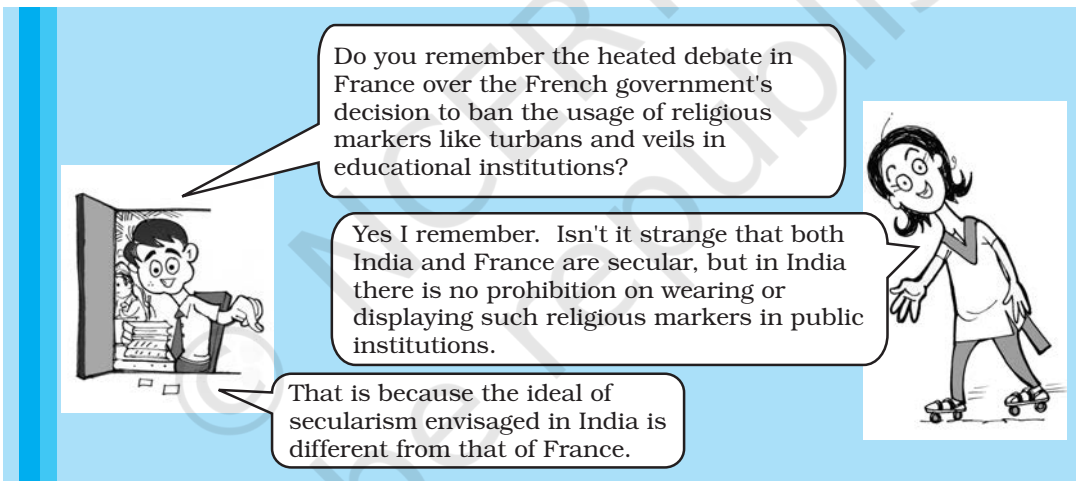 Do you remember the heated debate in
France over the French government's
decision to ban the usage of religious
markers like turbans and veils in
educational institutions?
Yes I remember. Isn't it strange that both
India and France are secular, but in India
there is no prohibition on wearing or
displaying such religious markers in public
institutions.
That is because the ideal of
secularism envisaged in India is
different from that of France.